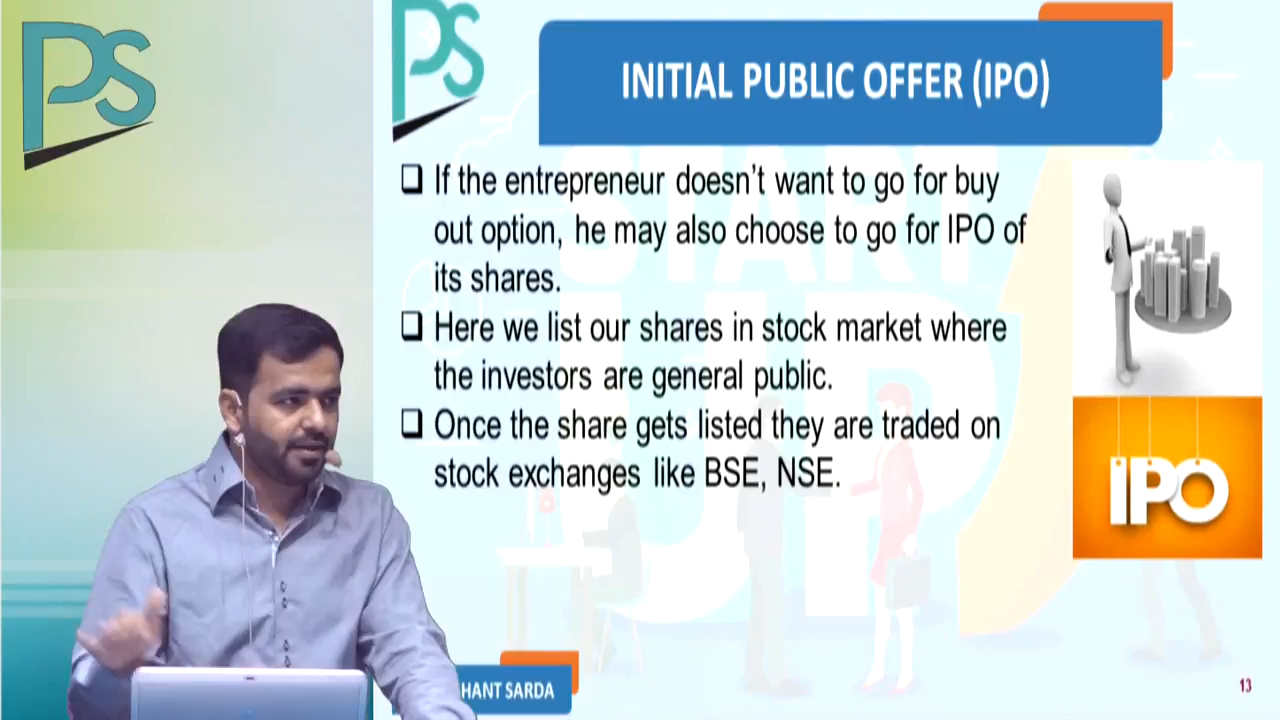 PS
PS
INITIAL PUBLIC OFFER (IPO)
If the entrepreneur doesn't want to go for buy
out option, he may also choose to go for IPO of
its shares.
Here we list our shares in stock market where
the investors are general public.
Once the share gets listed they are traded on
stock exchanges like BSE, NSE.
IPO
START
UP
HANT SARDA
13